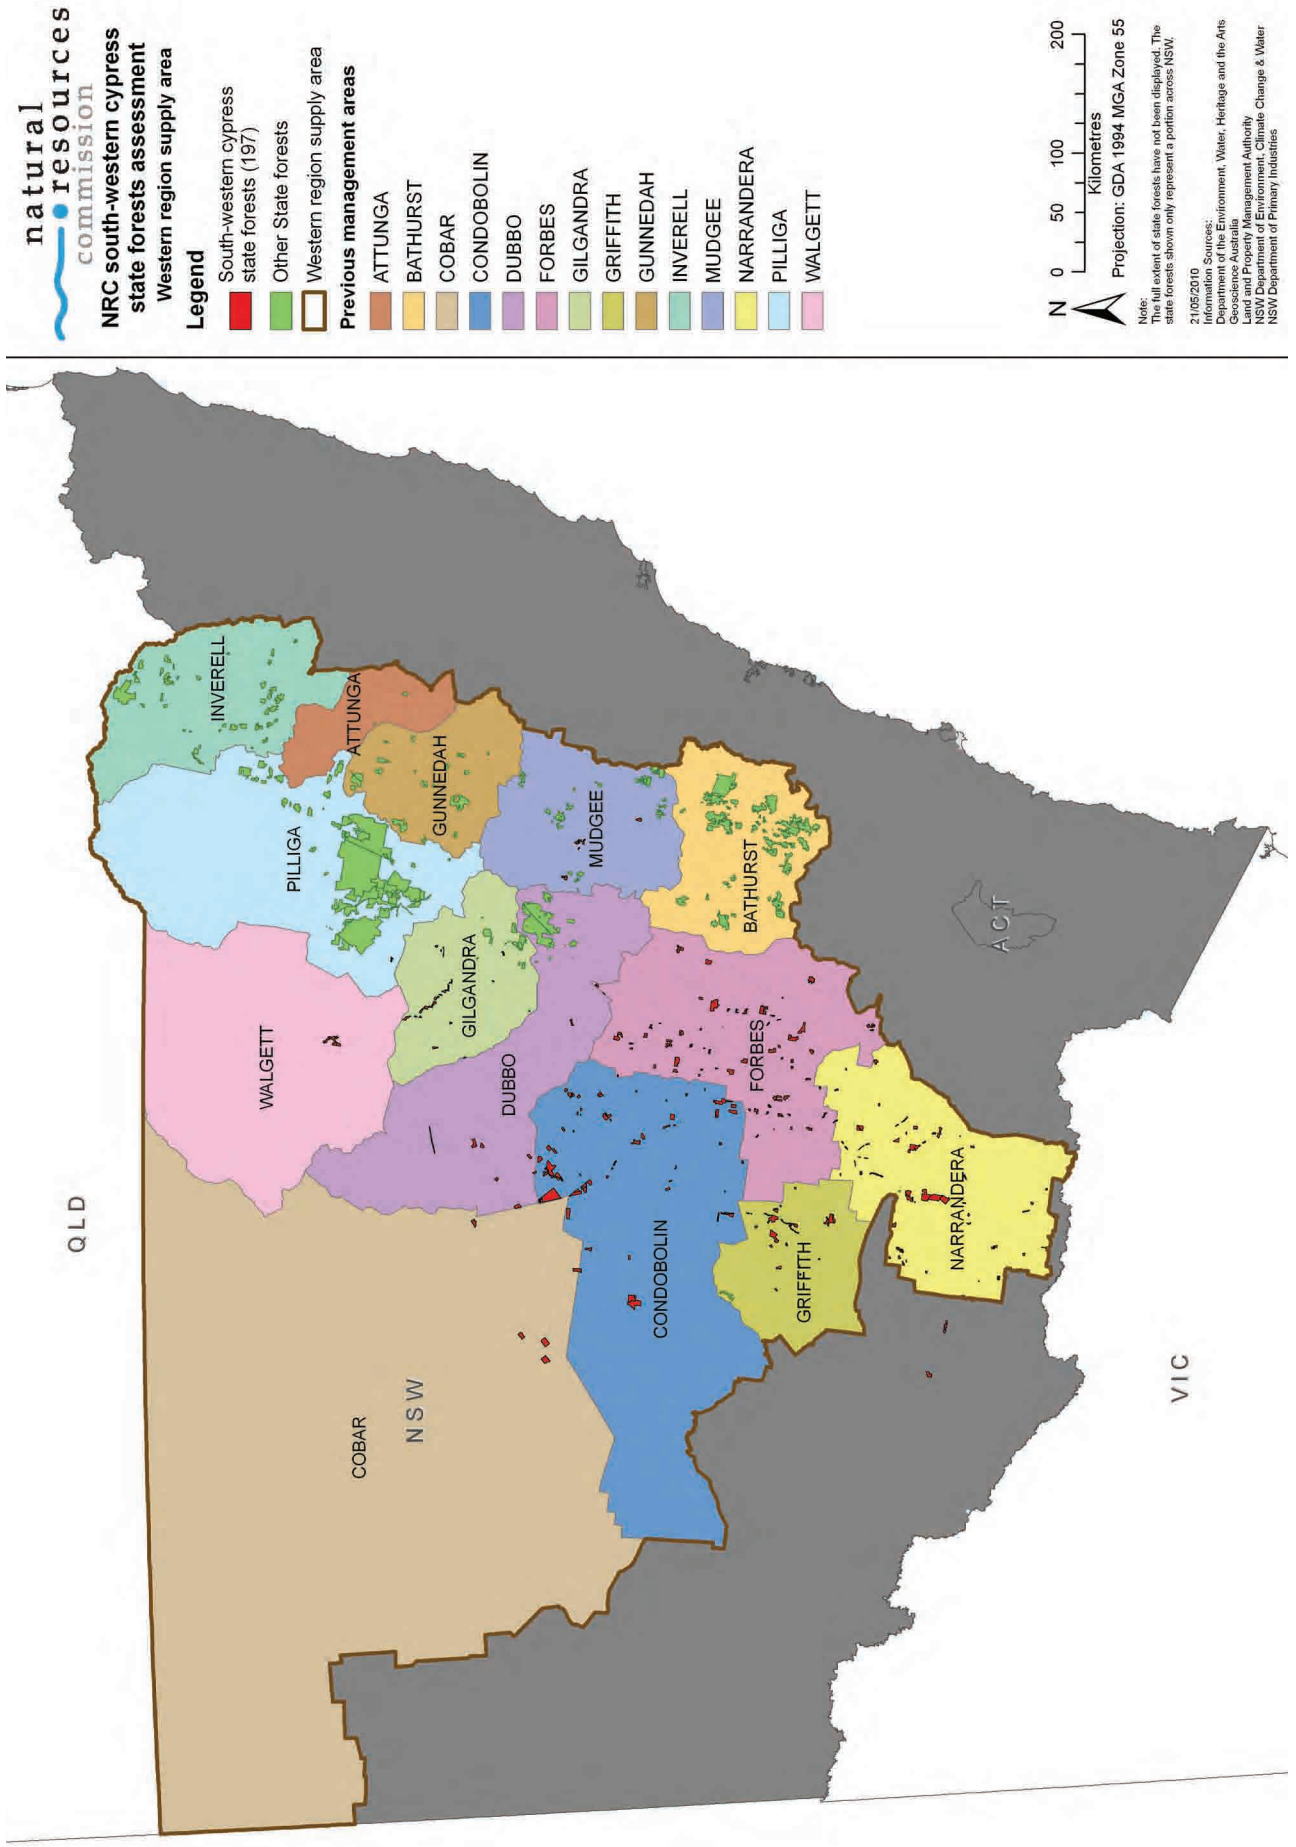 natural
resources
commission
NRC south-western cypress
state forests assessment
Western region supply area
Legend
South-western cypress
state forests (197)
Other State forests
Western region supply area
Previous management areas
ATTUNGA
BATHURST
COBAR
CONDOBOLIN
DUBBO
FORBES
GILGANDRA
GRIFFITH
GUNNEDAH
INVERELL
MUDGEE
NARRANDERA
PILLIGA
WALGETT
N
0 50 100 200
Kilometres
Projection: GDA 1994 MGA Zone 55
Note:
The full extent of state forests have not been displayed. The
state forests shown only represent a portion across NSW.
21/05/2010
Information Sources:
Department of the Environment, Water, Heritage and the Arts
Geoscience Australia
Land and Property Management Authority
NSW Department of Environment, Climate Change & Water
NSW Department of Primary Industries
QLD
INVERELL
ATTUNGA
PILLIGA
GUNNEDAH
WALGETT
GILGANDRA
MUDGEE
DUBBO
COBAR
NSW
BATHURST
FORBES
CONDOBOLIN
GRIFFITH
NARRANDERA
ACT
VIC